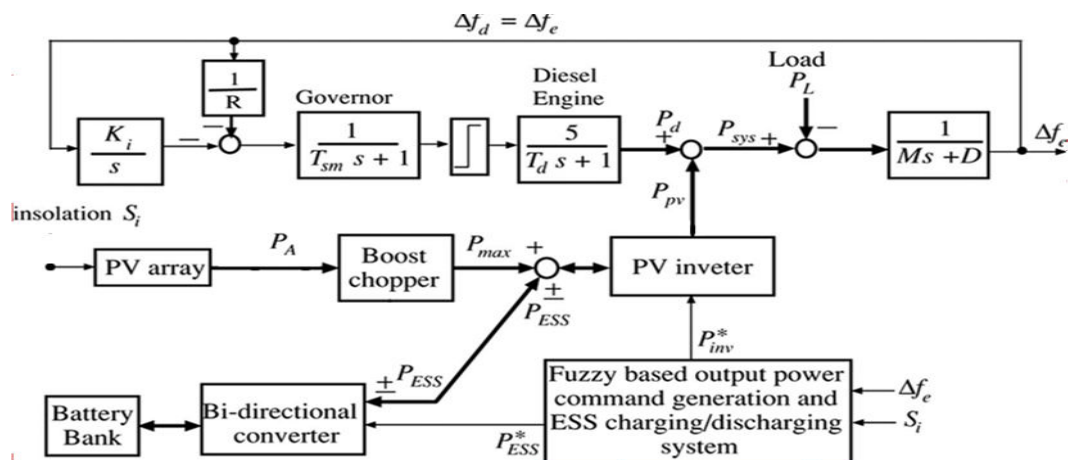 Δf_d = Δf_e
1
R
K_i
s
−
−
Governor
1
T_sm s + 1
Diesel
Engine
5
T_d s + 1
P_d
+
P_sys +
Load
P_L
−
1
Ms +D
Δf_e
P_pv
insolation S_i
PV array
P_A
Boost
chopper
P_max +
±
P_ESS
PV inveter
P*_inv
± P_ESS
Battery
Bank
Bi-directional
converter
P*_ESS
Fuzzy based output power
command generation and
ESS charging/discharging
system
Δf_e
S_i